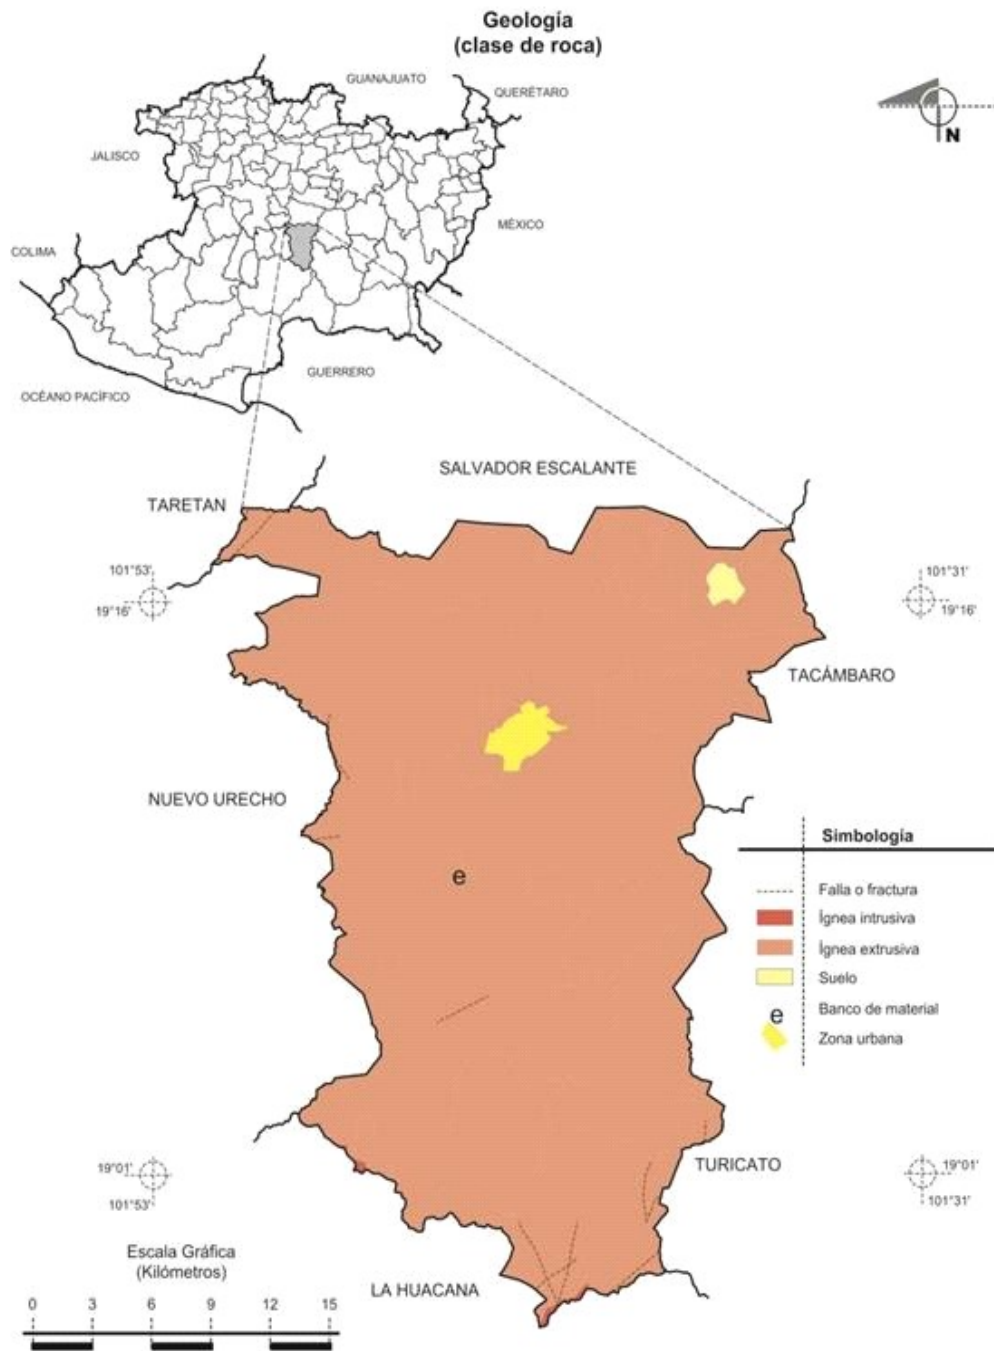 Geología
(clase de roca)
GUANAJUATO
QUERÉTARO
N
JALISCO
MÉXICO
COLIMA
GUERRERO
OCÉANO PACÍFICO
SALVADOR ESCALANTE
TARETAN
101°53'
19°16'
101°31'
19°16'
TACÁMBARO
NUEVO URECHO
Simbología
e
Falla o fractura
Ígnea intrusiva
Ígnea extrusiva
Suelo
e Banco de material
Zona urbana
TURICATO
19°01'
101°53'
19°01'
101°31'
Escala Gráfica
(Kilómetros)
LA HUACANA
0 3 6 9 12 15